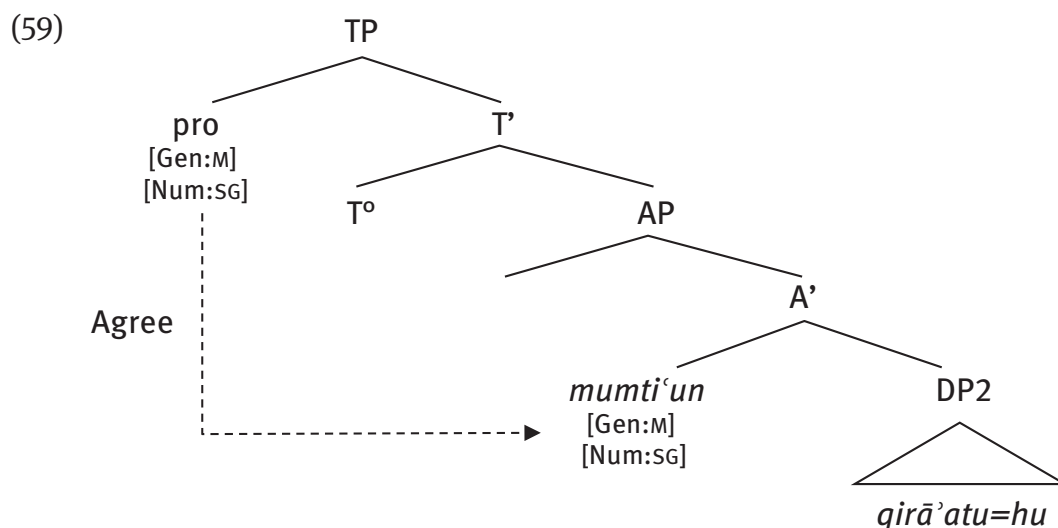 (59)
TP
pro
[Gen:M]
[Num:SG]
T’
T°
AP
Agree
A’
mumtiʿun
[Gen:M]
[Num:SG]
DP2
qirāʾatu=hu